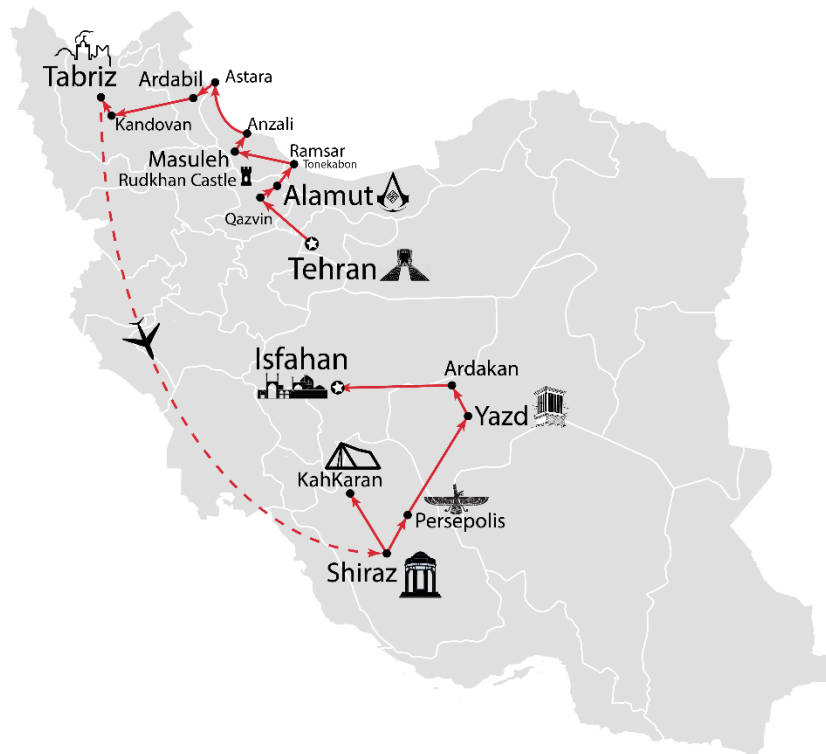 Tabriz
Ardabil
Astara
Kandovan
Anzali
Masuleh
Rudkhan Castle
Ramsar
Tonekabon
Alamut
Qazvin
Tehran
Isfahan
Ardakan
Yazd
KahKaran
Persepolis
Shiraz